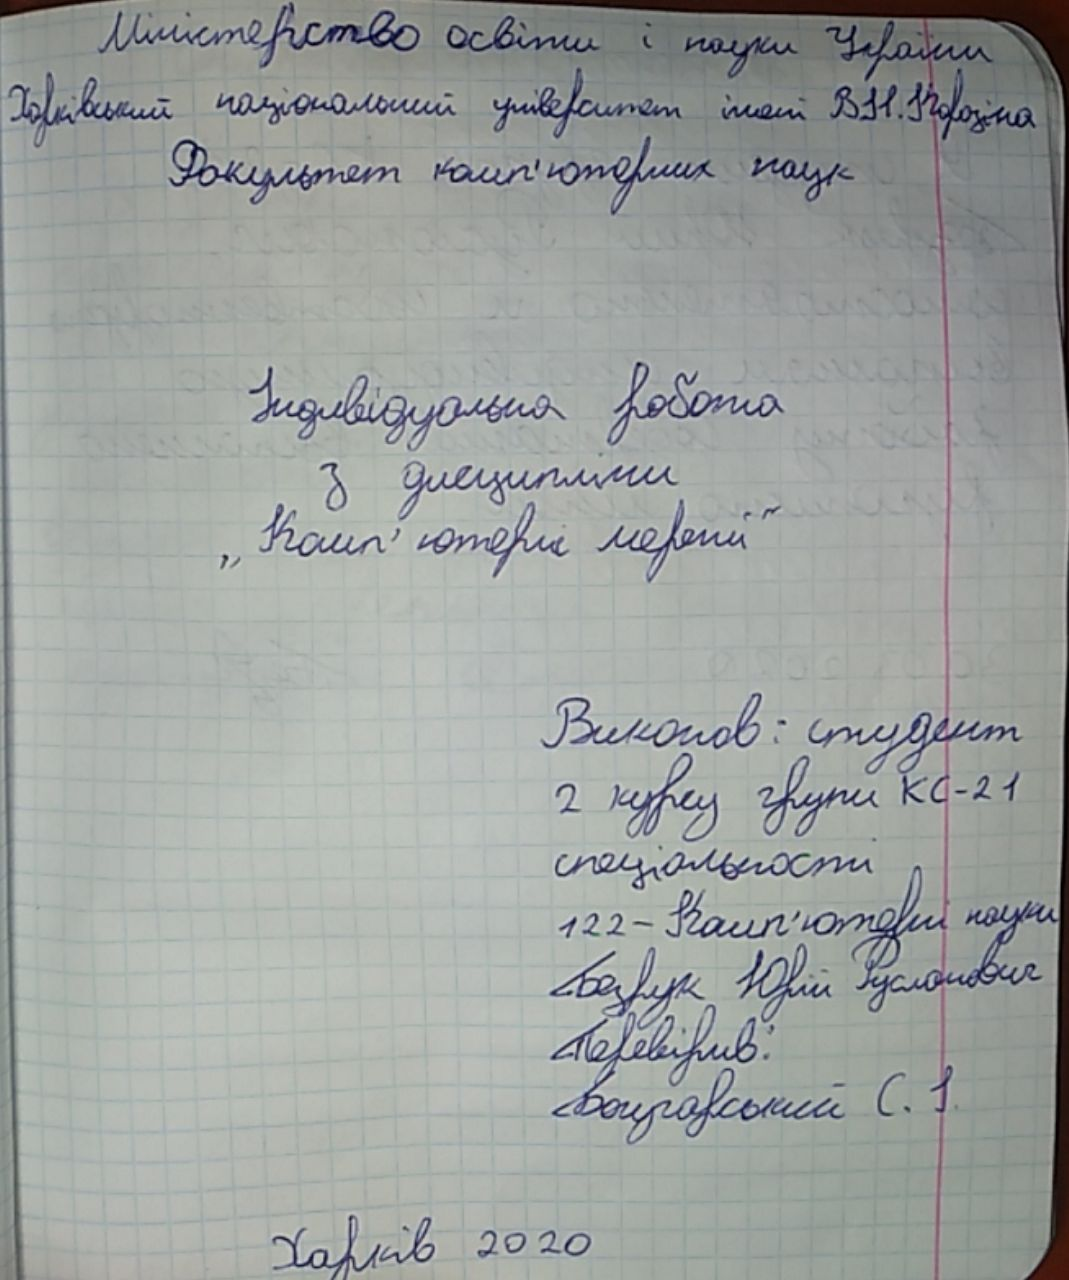 Міністерство освіти і науки України
Харківський національний університет імені В.Н.Каразіна
Факультет комп'ютерних наук
Індивідуальна робота
з дисципліни
„Комп'ютерні мережі"
Виконав: студент
2 курсу групи КС-21
спеціальності
122-Комп'ютерні науки
Безрук Юрій Русланович
Перевірив:
Богучарський С. І.
Харків 2020